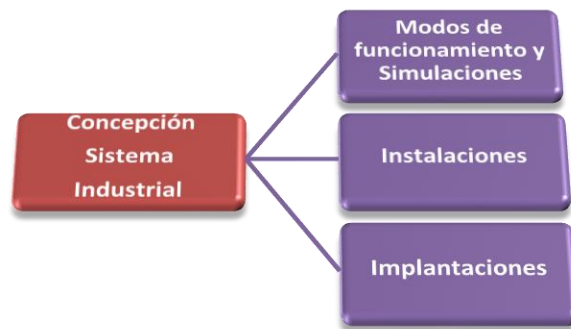 Concepción
Sistema
Industrial
Modos de
funcionamiento y
Simulaciones
Instalaciones
Implantaciones